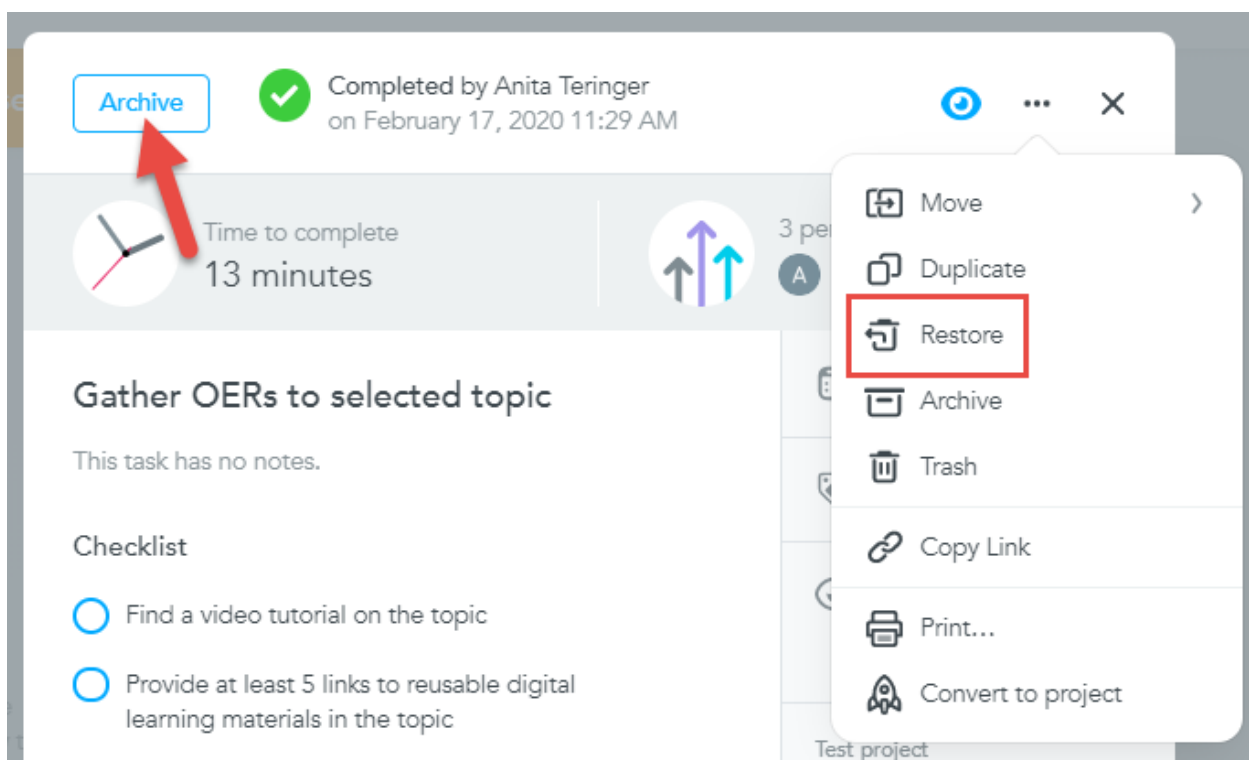 Archive
Completed by Anita Teringer
on February 17, 2020 11:29 AM
Time to complete
13 minutes
3
A
Move
Duplicate
Restore
Archive
Trash
Copy Link
Print...
Convert to project
Gather OERs to selected topic
This task has no notes.
Checklist
Find a video tutorial on the topic
Provide at least 5 links to reusable digital
learning materials in the topic
Test project